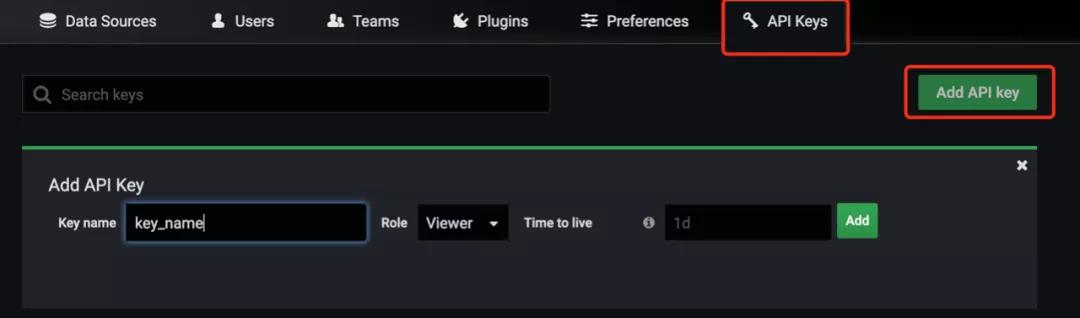 Data Sources Users Teams Plugins Preferences API Keys
Search keys Add API key
Add API Key
Key name key_name Role Viewer Time to live 1d Add